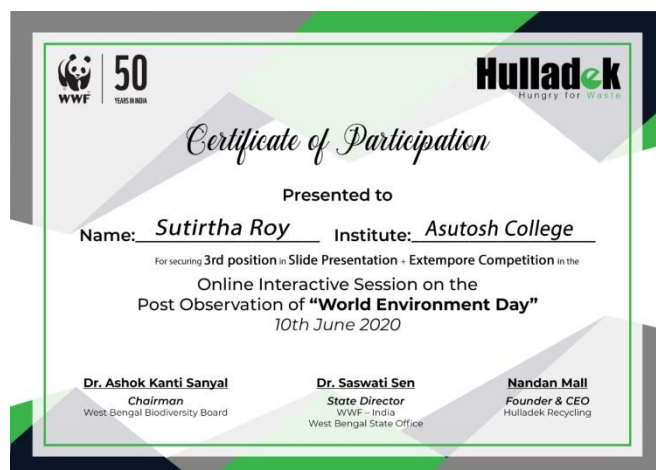 WWF
50
YEARS IN INDIA
Hulladek
Hungry for Waste
Certificate of Participation
Presented to
Name: Sutirtha Roy Institute: Asutosh College
For securing 3rd position in Slide Presentation + Extempore Competition in the
Online Interactive Session on the
Post Observation of “World Environment Day”
10th June 2020
Dr. Ashok Kanti Sanyal
Chairman
West Bengal Biodiversity Board
Dr. Saswati Sen
State Director
WWF – India
West Bengal State Office
Nandan Mall
Founder & CEO
Hulladek Recycling